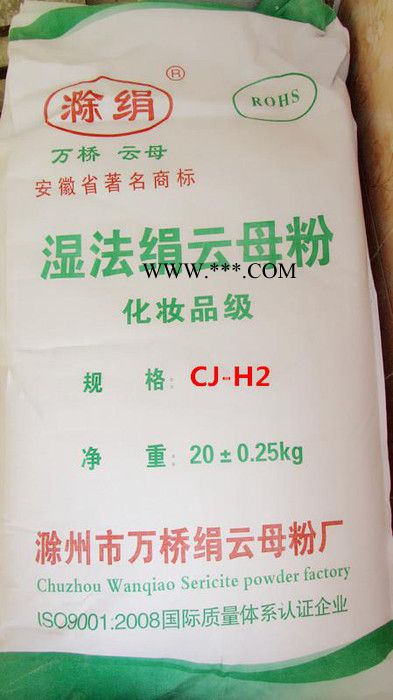 滁绢®
ROHS
万桥 云母
安徽省著名商标
湿法绢云母粉
WWW.***.COM
化妆品级
规 格: CJ-H2
净 重: 20±0.25kg
滁州市万桥绢云母粉厂
Chuzhou Wanqiao Sericite powder factory
ISO9001:2008国际质量体系认证企业